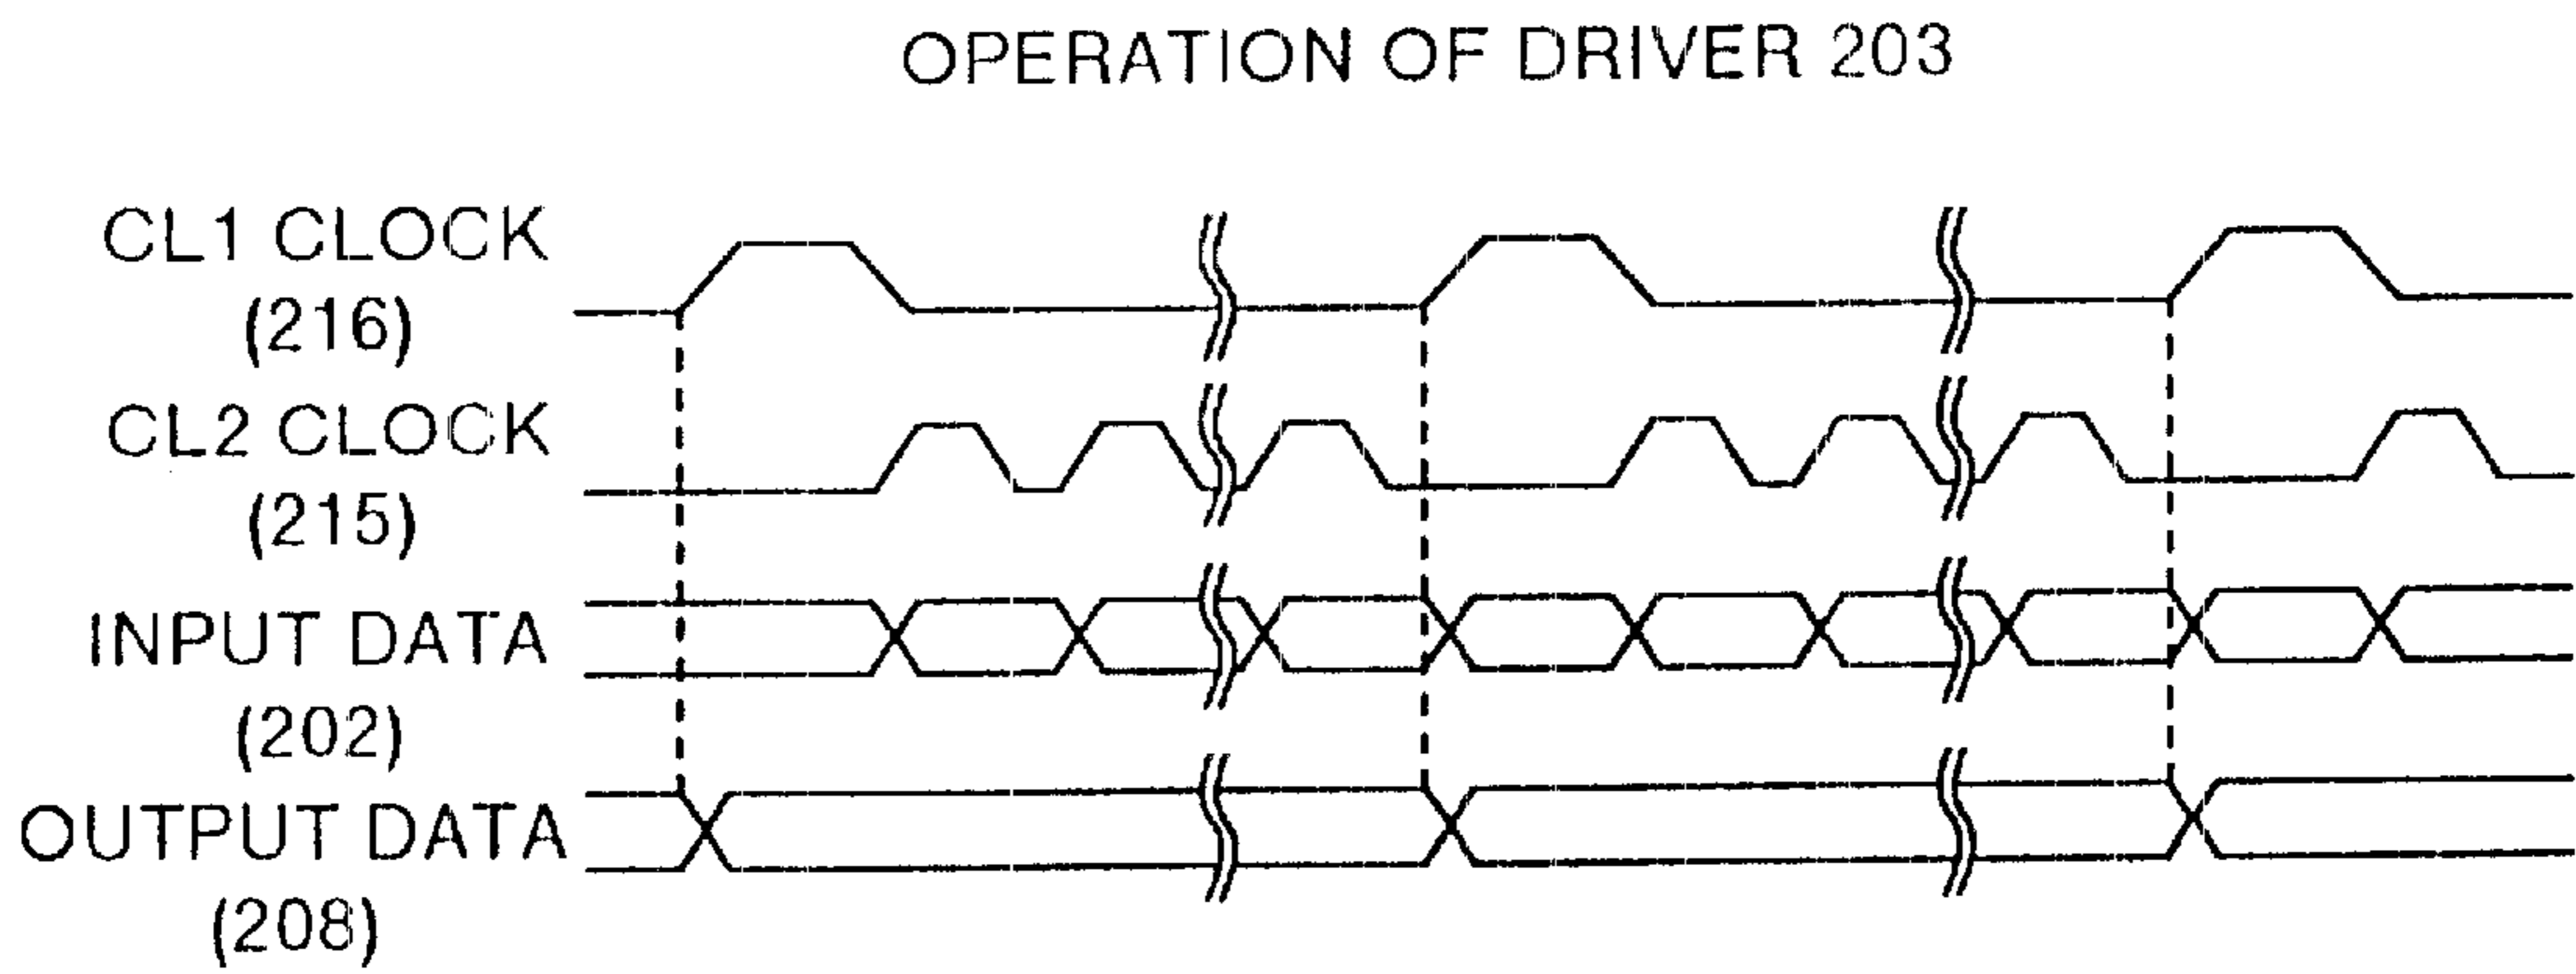 OPERATION OF DRIVER 203
CL1 CLOCK
(216)
CL2 CLOCK
(215)
INPUT DATA
(202)
OUTPUT DATA
(208)